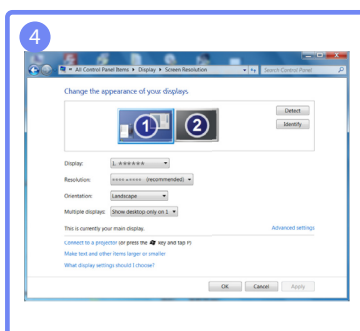 4
« All Control Panel Items ▸ Display ▸ Screen Resolution
Search Control Panel
Change the appearance of your displays
1
2
Detect
Identify
Display: 1. ******
Resolution: **** × **** (recommended)
Orientation: Landscape
Multiple displays: Show desktop only on 1
This is currently your main display.
Advanced settings
Connect to a projector (or press the key and tap P)
Make text and other items larger or smaller
What display settings should I choose?
OK Cancel Apply